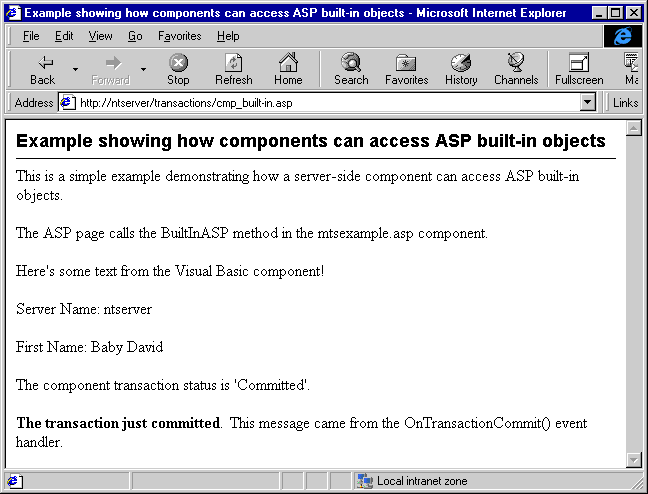 Example showing how components can access ASP built-in objects - Microsoft Internet Explorer
File Edit View Go Favorites Help
Back Forward Stop Refresh Home Search Favorites History Channels Fullscreen Ma
Address http://ntserver/transactions/cmp_built-in.asp Links
Example showing how components can access ASP built-in objects
This is a simple example demonstrating how a server-side component can access ASP built-in
objects.
The ASP page calls the BuiltInASP method in the mtsexample.asp component.
Here's some text from the Visual Basic component!
Server Name: ntserver
First Name: Baby David
The component transaction status is 'Committed'.
The transaction just committed. This message came from the OnTransactionCommit() event
handler.
Local intranet zone